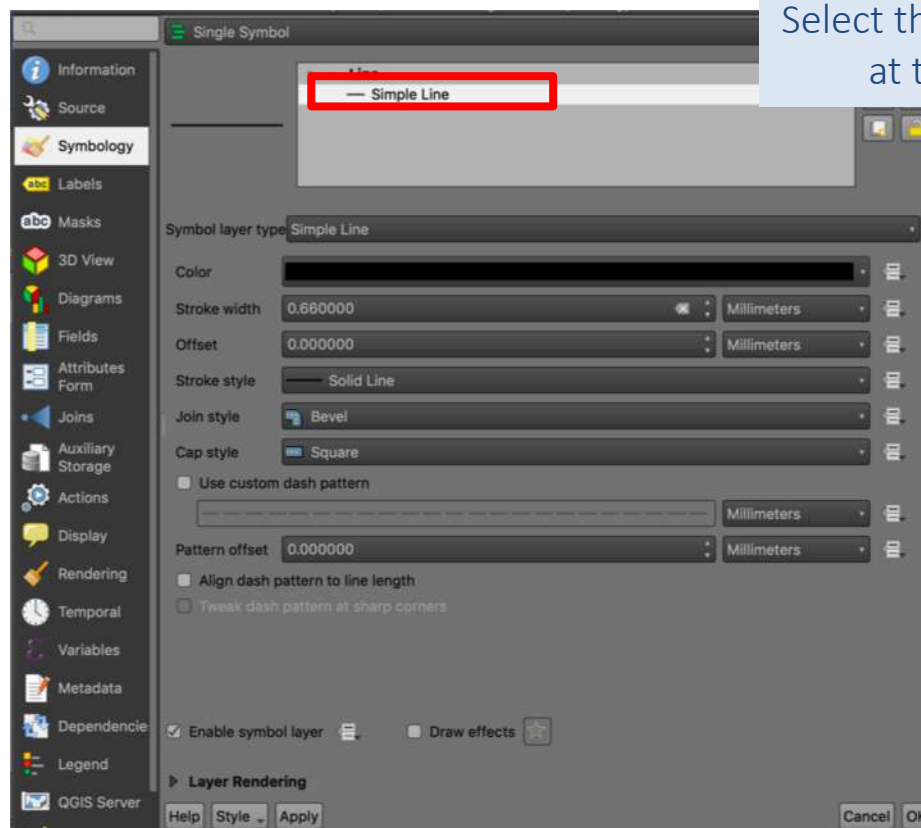 Select th
at t
Single Symbol
Information
Source
Symbology
abc Labels
abc Masks
3D View
Diagrams
Fields
Attributes
Form
Joins
Auxiliary
Storage
Actions
Display
Rendering
Temporal
Variables
Metadata
Dependencie
Legend
QGIS Server
Line
Simple Line
Symbol layer type Simple Line
Color
Stroke width 0.660000 Millimeters
Offset 0.000000 Millimeters
Stroke style Solid Line
Join style Bevel
Cap style Square
Use custom dash pattern
Millimeters
Pattern offset 0.000000 Millimeters
Align dash pattern to line length
Tweak dash pattern at sharp corners
Enable symbol layer Draw effects
Layer Rendering
Help Style Apply Cancel O